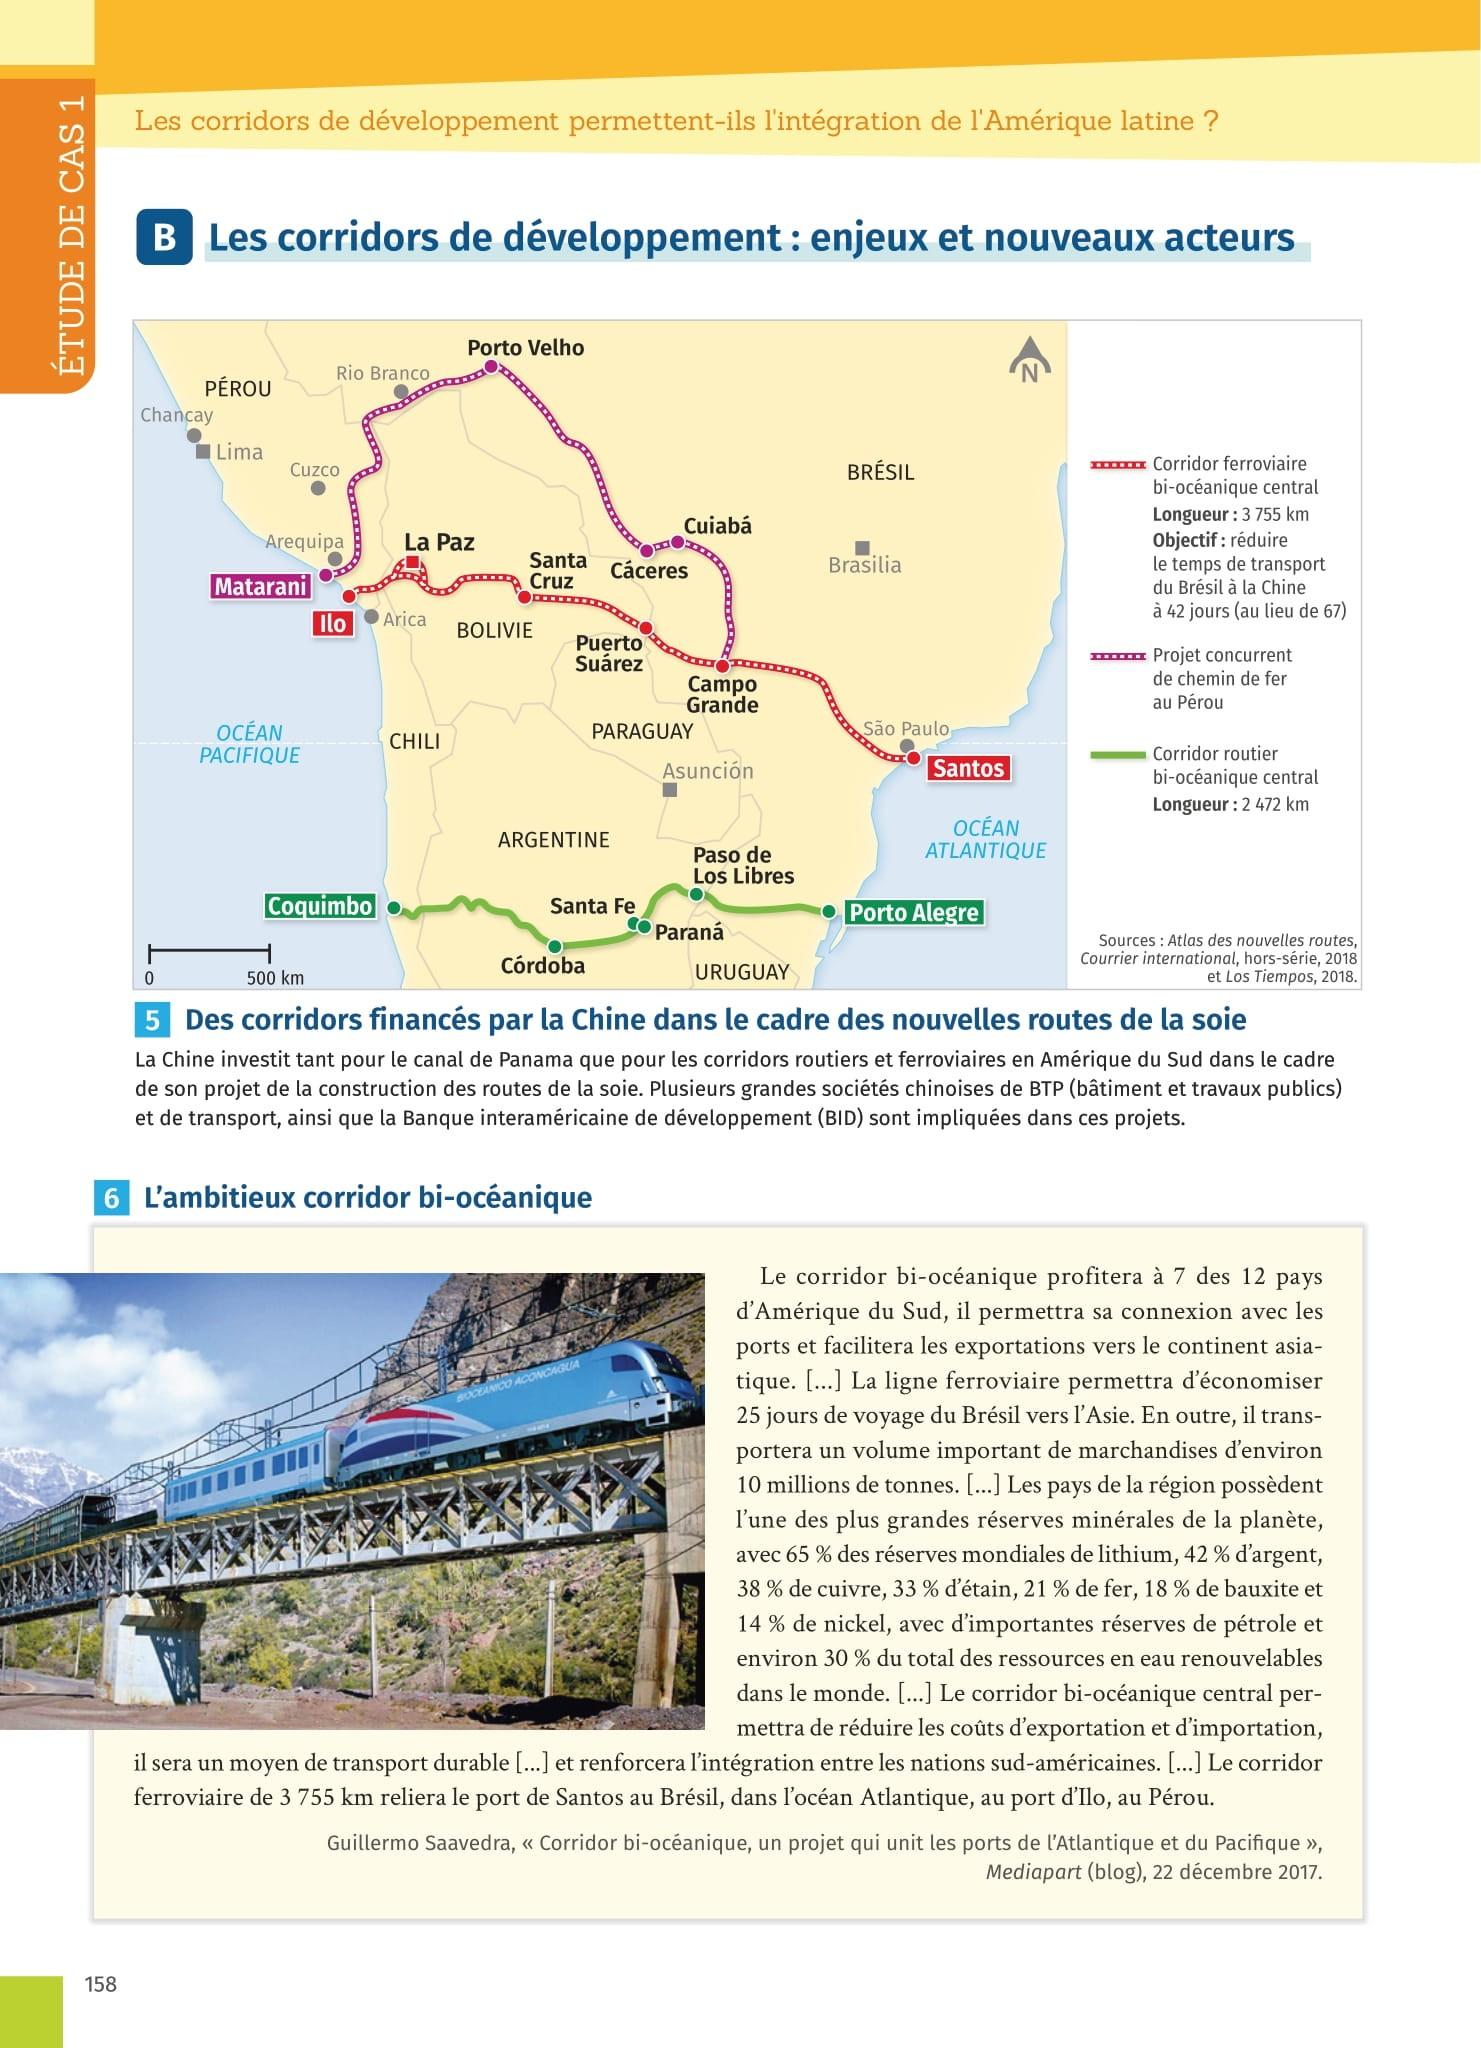 ÉTUDE DE CAS 1
Les corridors de développement permettent-ils l'intégration de l'Amérique latine ?
B Les corridors de développement : enjeux et nouveaux acteurs
Porto Velho
Rio Branco
PÉROU
Chancay
Lima
Cuzco
BRÉSIL
Arequipa
La Paz
Cuiabá
Santa
Cruz
Cáceres
Brasilia
Matarani
Ilo
Arica
BOLIVIE
Puerto
Suárez
Campo
Grande
OCÉAN
PACIFIQUE
CHILI
PARAGUAY
São Paulo
Asunción
Santos
ARGENTINE
OCÉAN
ATLANTIQUE
Paso de
Los Libres
Coquimbo
Santa Fe
Paraná
Porto Alegre
Córdoba
URUGUAY
0 500 km
N
Corridor ferroviaire
bi-océanique central
Longueur : 3 755 km
Objectif : réduire
le temps de transport
du Brésil à la Chine
à 42 jours (au lieu de 67)
Projet concurrent
de chemin de fer
au Pérou
Corridor routier
bi-océanique central
Longueur : 2 472 km
Sources : Atlas des nouvelles routes,
Courrier international, hors-série, 2018
et Los Tiempos, 2018.
5 Des corridors financés par la Chine dans le cadre des nouvelles routes de la soie
La Chine investit tant pour le canal de Panama que pour les corridors routiers et ferroviaires en Amérique du Sud dans le cadre
de son projet de la construction des routes de la soie. Plusieurs grandes sociétés chinoises de BTP (bâtiment et travaux publics)
et de transport, ainsi que la Banque interaméricaine de développement (BID) sont impliquées dans ces projets.
6 L'ambitieux corridor bi-océanique
BIOCEANICO ACONCAGUA
Le corridor bi-océanique profitera à 7 des 12 pays
d'Amérique du Sud, il permettra sa connexion avec les
ports et facilitera les exportations vers le continent asia-
tique. [...] La ligne ferroviaire permettra d'économiser
25 jours de voyage du Brésil vers l'Asie. En outre, il trans-
portera un volume important de marchandises d'environ
10 millions de tonnes. [...] Les pays de la région possèdent
l'une des plus grandes réserves minérales de la planète,
avec 65 % des réserves mondiales de lithium, 42 % d'argent,
38 % de cuivre, 33 % d'étain, 21 % de fer, 18 % de bauxite et
14 % de nickel, avec d'importantes réserves de pétrole et
environ 30 % du total des ressources en eau renouvelables
dans le monde. [...] Le corridor bi-océanique central per-
mettra de réduire les coûts d'exportation et d'importation,
il sera un moyen de transport durable [...] et renforcera l'intégration entre les nations sud-américaines. [...] Le corridor
ferroviaire de 3 755 km reliera le port de Santos au Brésil, dans l'océan Atlantique, au port d'Ilo, au Pérou.
Guillermo Saavedra, « Corridor bi-océanique, un projet qui unit les ports de l'Atlantique et du Pacifique »,
Mediapart (blog), 22 décembre 2017.
158